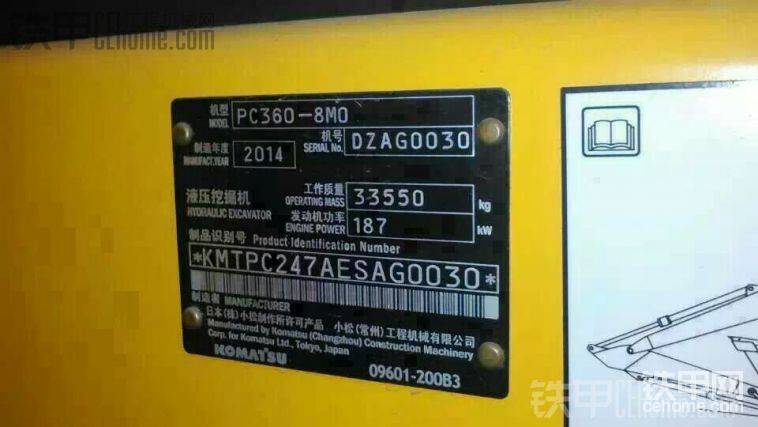 铁甲 CEhome.com
机型 MODEL PC360-8M0
机号 SERIAL No. DZAG0030
制造年度 MANUFACT.YEAR 2014
工作质量 OPERATING MASS 33550 kg
液压挖掘机 HYDRAULIC EXCAVATOR
发动机功率 ENGINE POWER 187 kW
制品识别号 Product Identification Number
*KMTPC247AESAG0030*
制造者 MANUFACTURER
日本(株)小松制作所许可产品 小松(常州)工程机械有限公司
Manufactured by Komatsu (Changzhou) Construction Machinery
Corp. for Komatsu Ltd., Tokyo, Japan
KOMATSU
09601-200B3
铁甲网
cehome.com